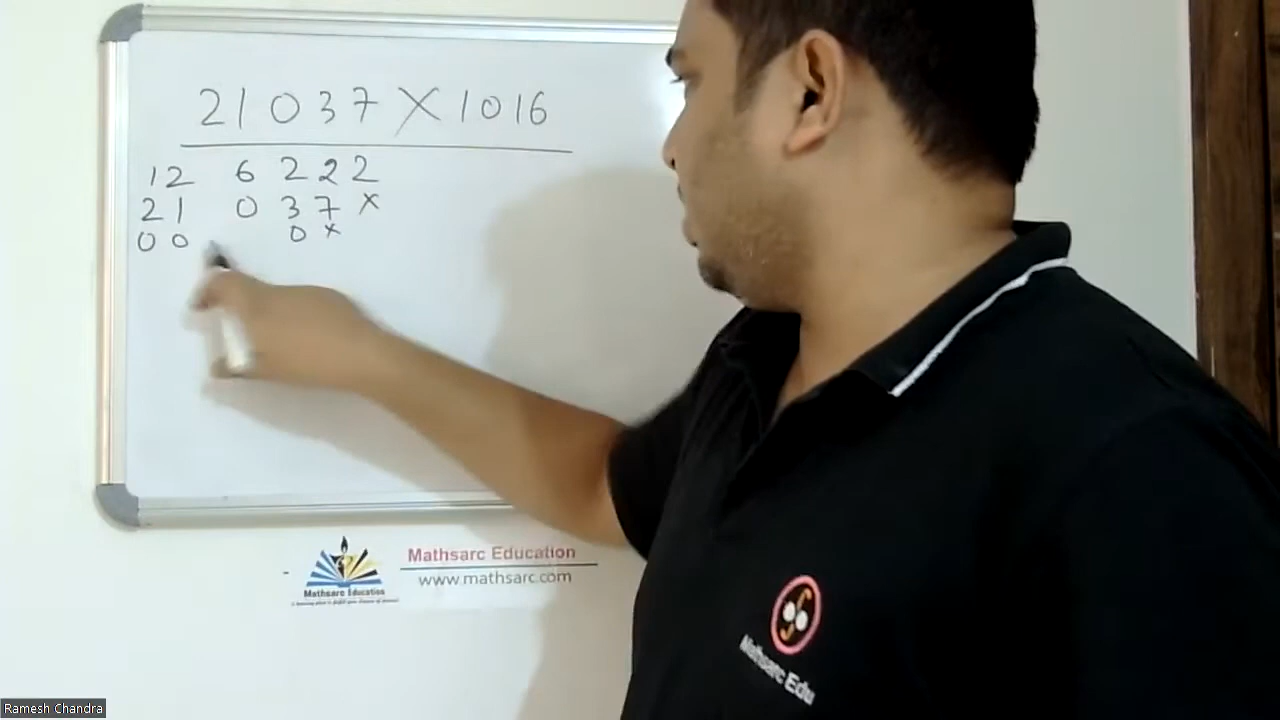 21037 X 1016
12 6 2 2 2
21 0 3 7 x
0 0 0 x
Mathsarc Education
www.mathsarc.com
Mathsarc Education
Mathsarc Edu
Ramesh Chandra